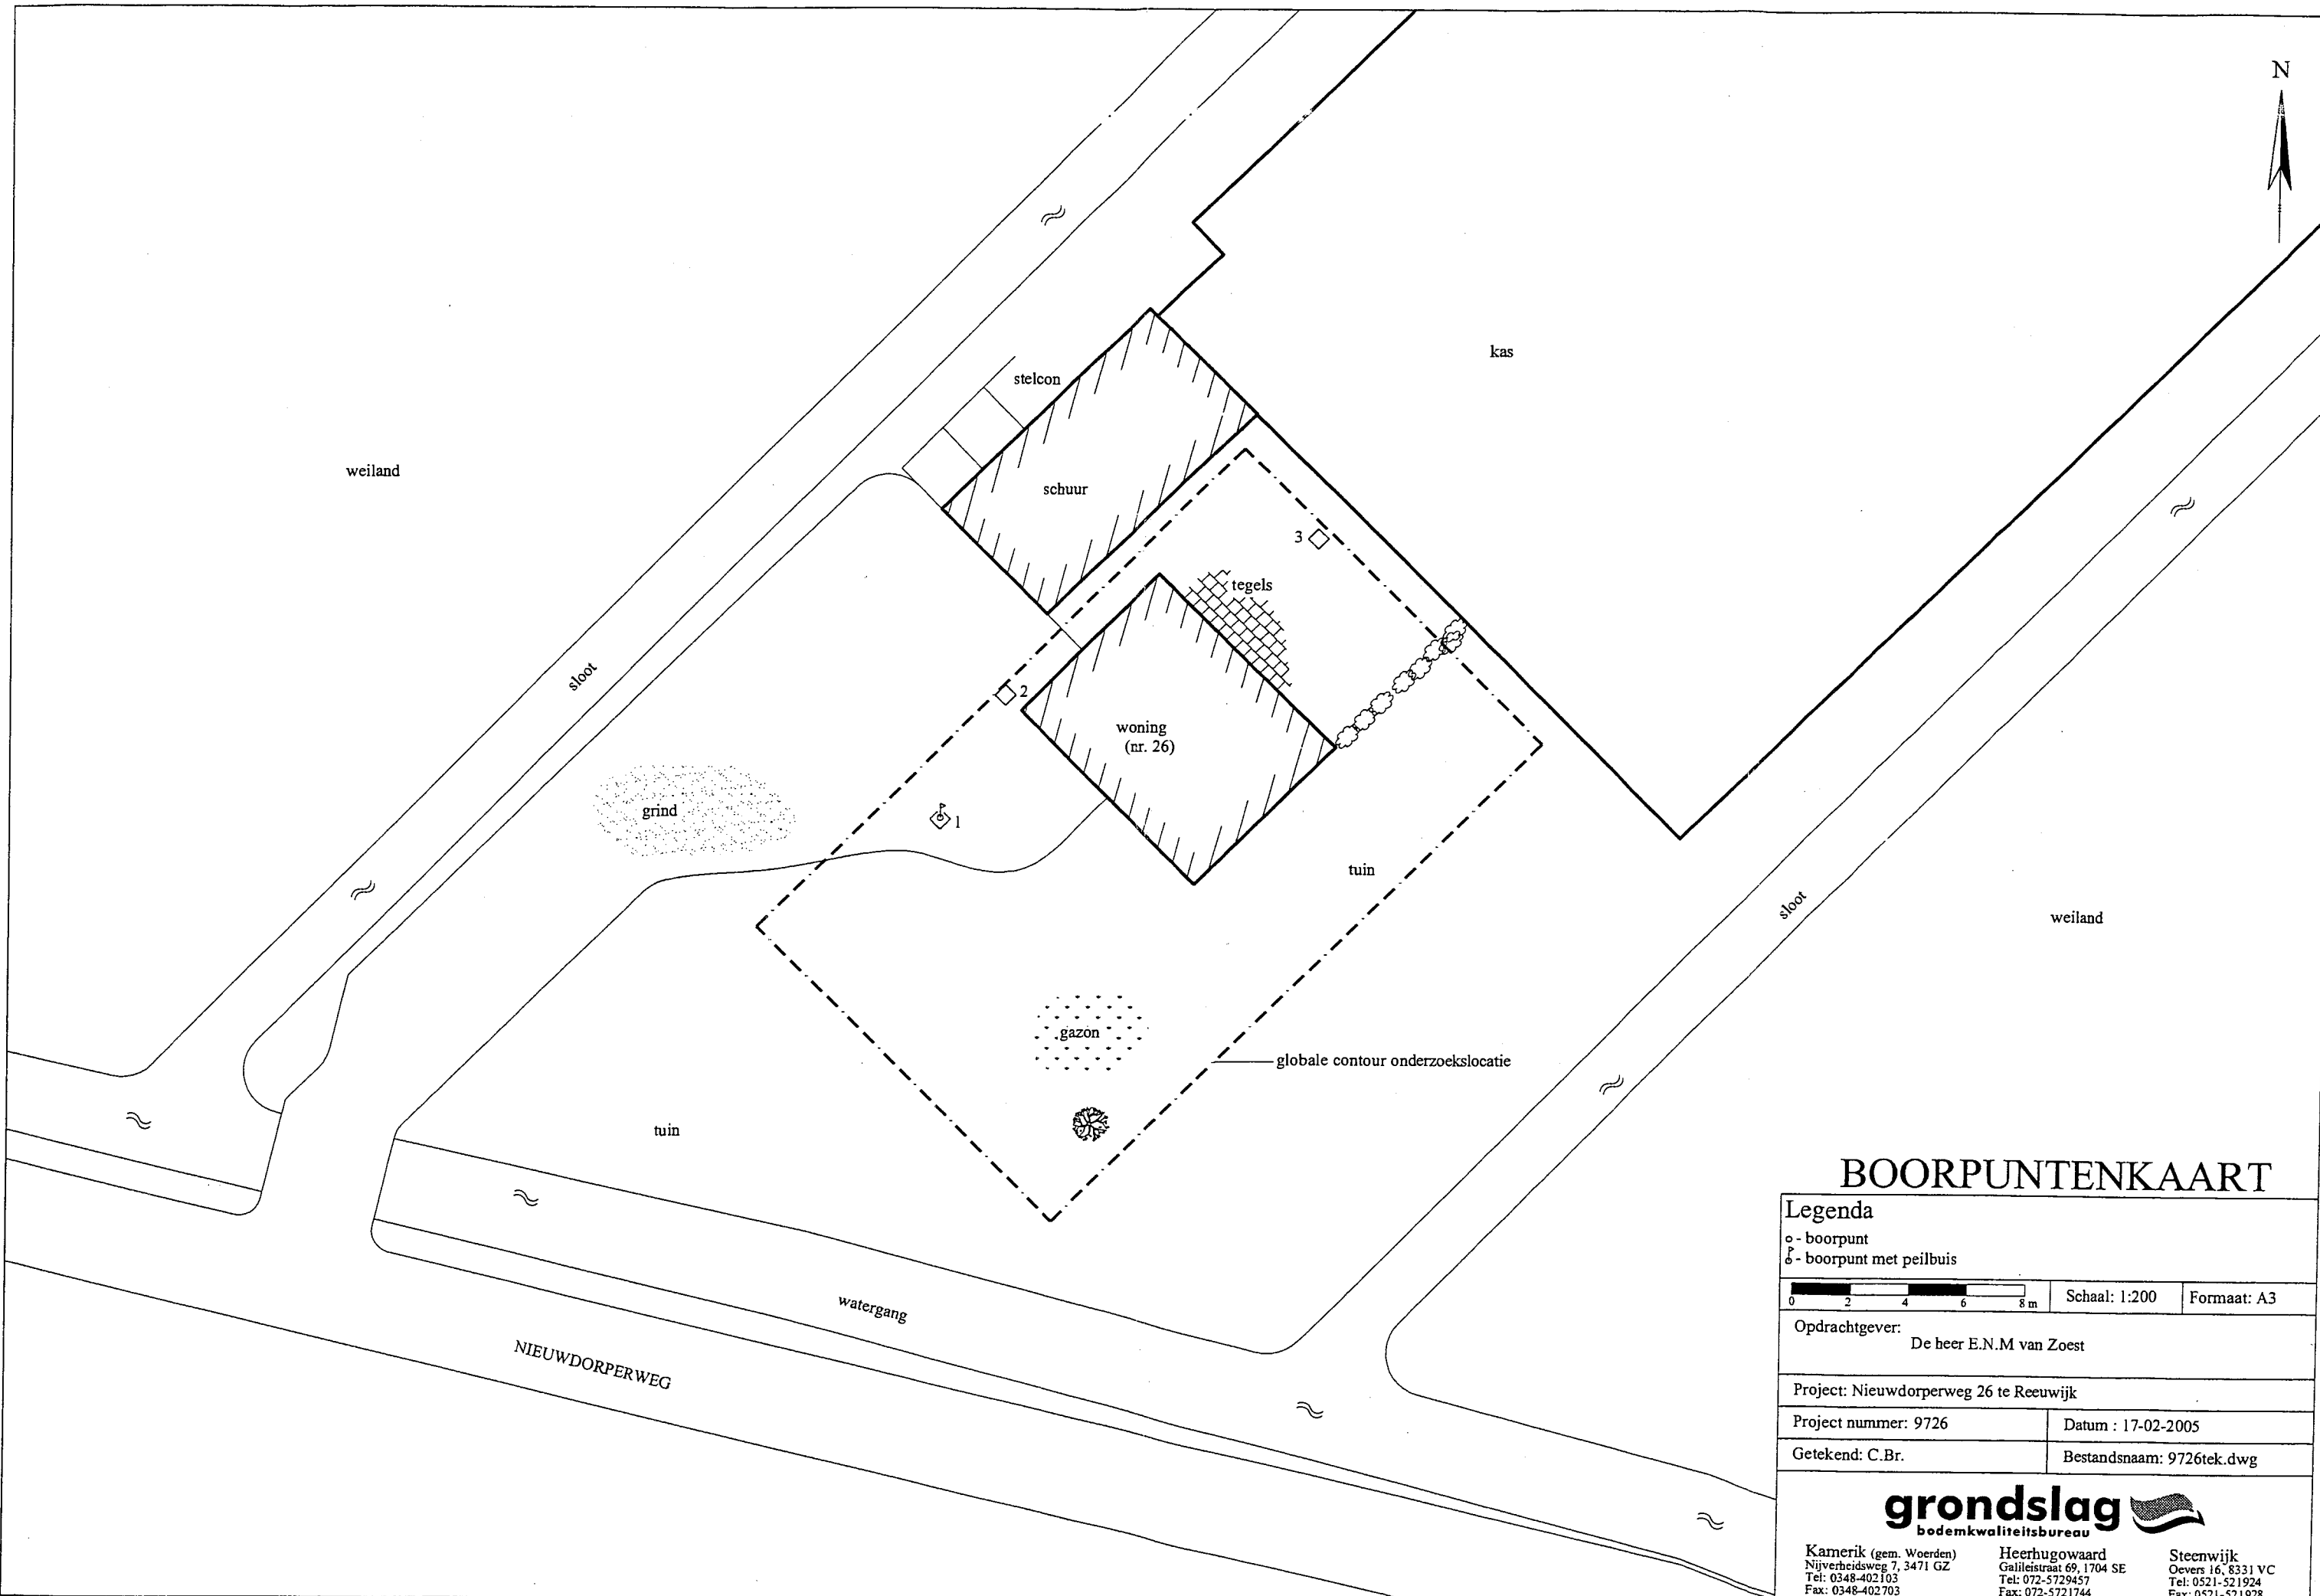 N
kas
stelcon
weiland
schuur
3
tegels
sloot
2
woning
(nr. 26)
grind
1
tuin
sloot
weiland
gazon
globale contour onderzoekslocatie
tuin
watergang
NIEUWDORPERWEG
BOORPUNTENKAART
Legenda
- boorpunt
- boorpunt met peilbuis
0 2 4 6 8 m
Schaal: 1:200
Formaat: A3
Opdrachtgever:
De heer E.N.M van Zoest
Project: Nieuwdorperweg 26 te Reeuwijk
Project nummer: 9726
Datum : 17-02-2005
Getekend: C.Br.
Bestandsnaam: 9726tek.dwg
grondslag
bodemkwaliteitsbureau
Kamerik (gem. Woerden)
Nijverheidsweg 7, 3471 GZ
Tel: 0348-402103
Fax: 0348-402703
Heerhugowaard
Galileistraat 69, 1704 SE
Tel: 072-5729457
Fax: 072-5721744
Steenwijk
Oevers 16, 8331 VC
Tel: 0521-521924
Fax: 0521-521928